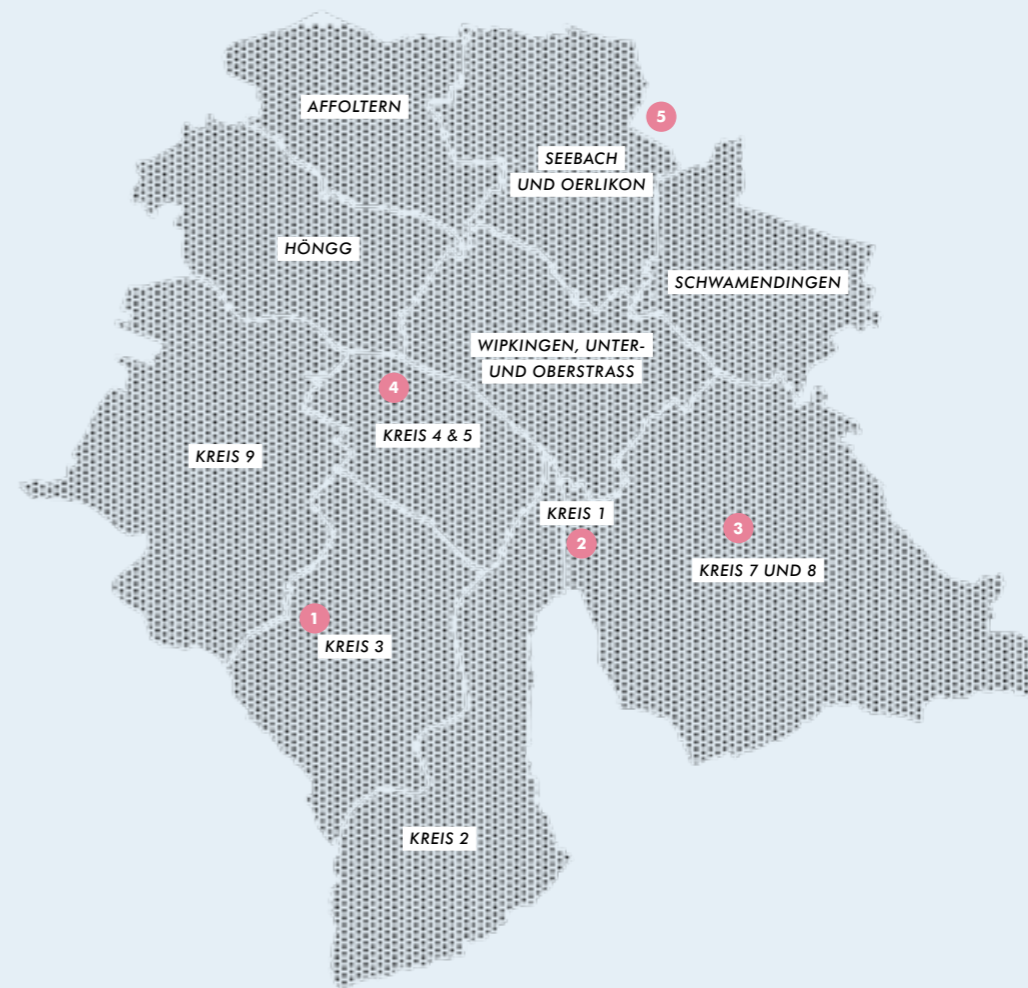 AFFOLTERN
5
SEEBACH
UND OERLIKON
HÖNGG
SCHWAMENDINGEN
WIPKINGEN, UNTER-
UND OBERSTRASS
4
KREIS 4 & 5
KREIS 9
KREIS 1
2
3
KREIS 7 UND 8
1
KREIS 3
KREIS 2